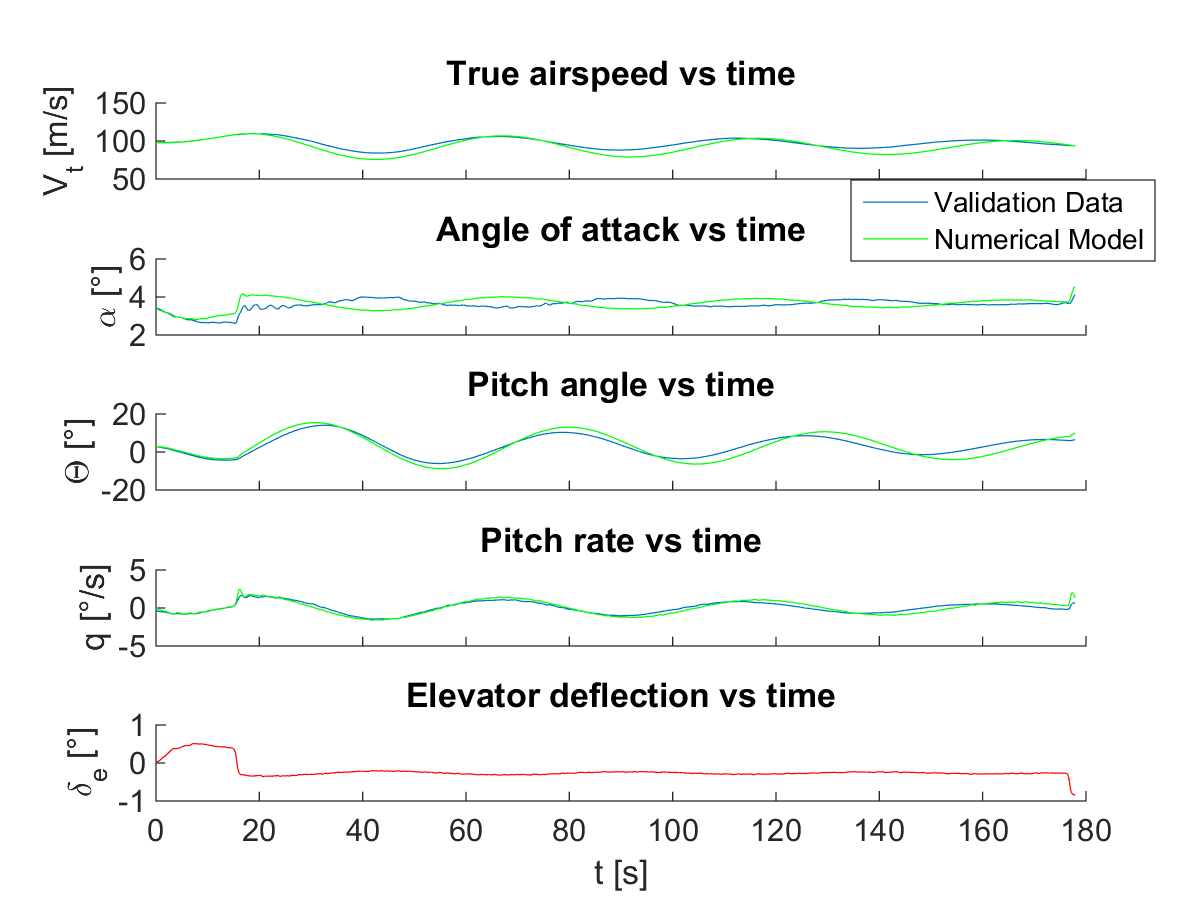 True airspeed vs time
150
100
50
V_t [m/s]
Validation Data
Numerical Model
Angle of attack vs time
6
4
2
α [°]
Pitch angle vs time
20
0
-20
Θ [°]
Pitch rate vs time
5
0
-5
q [°/s]
Elevator deflection vs time
1
0
-1
δ_e [°]
0 20 40 60 80 100 120 140 160 180
t [s]